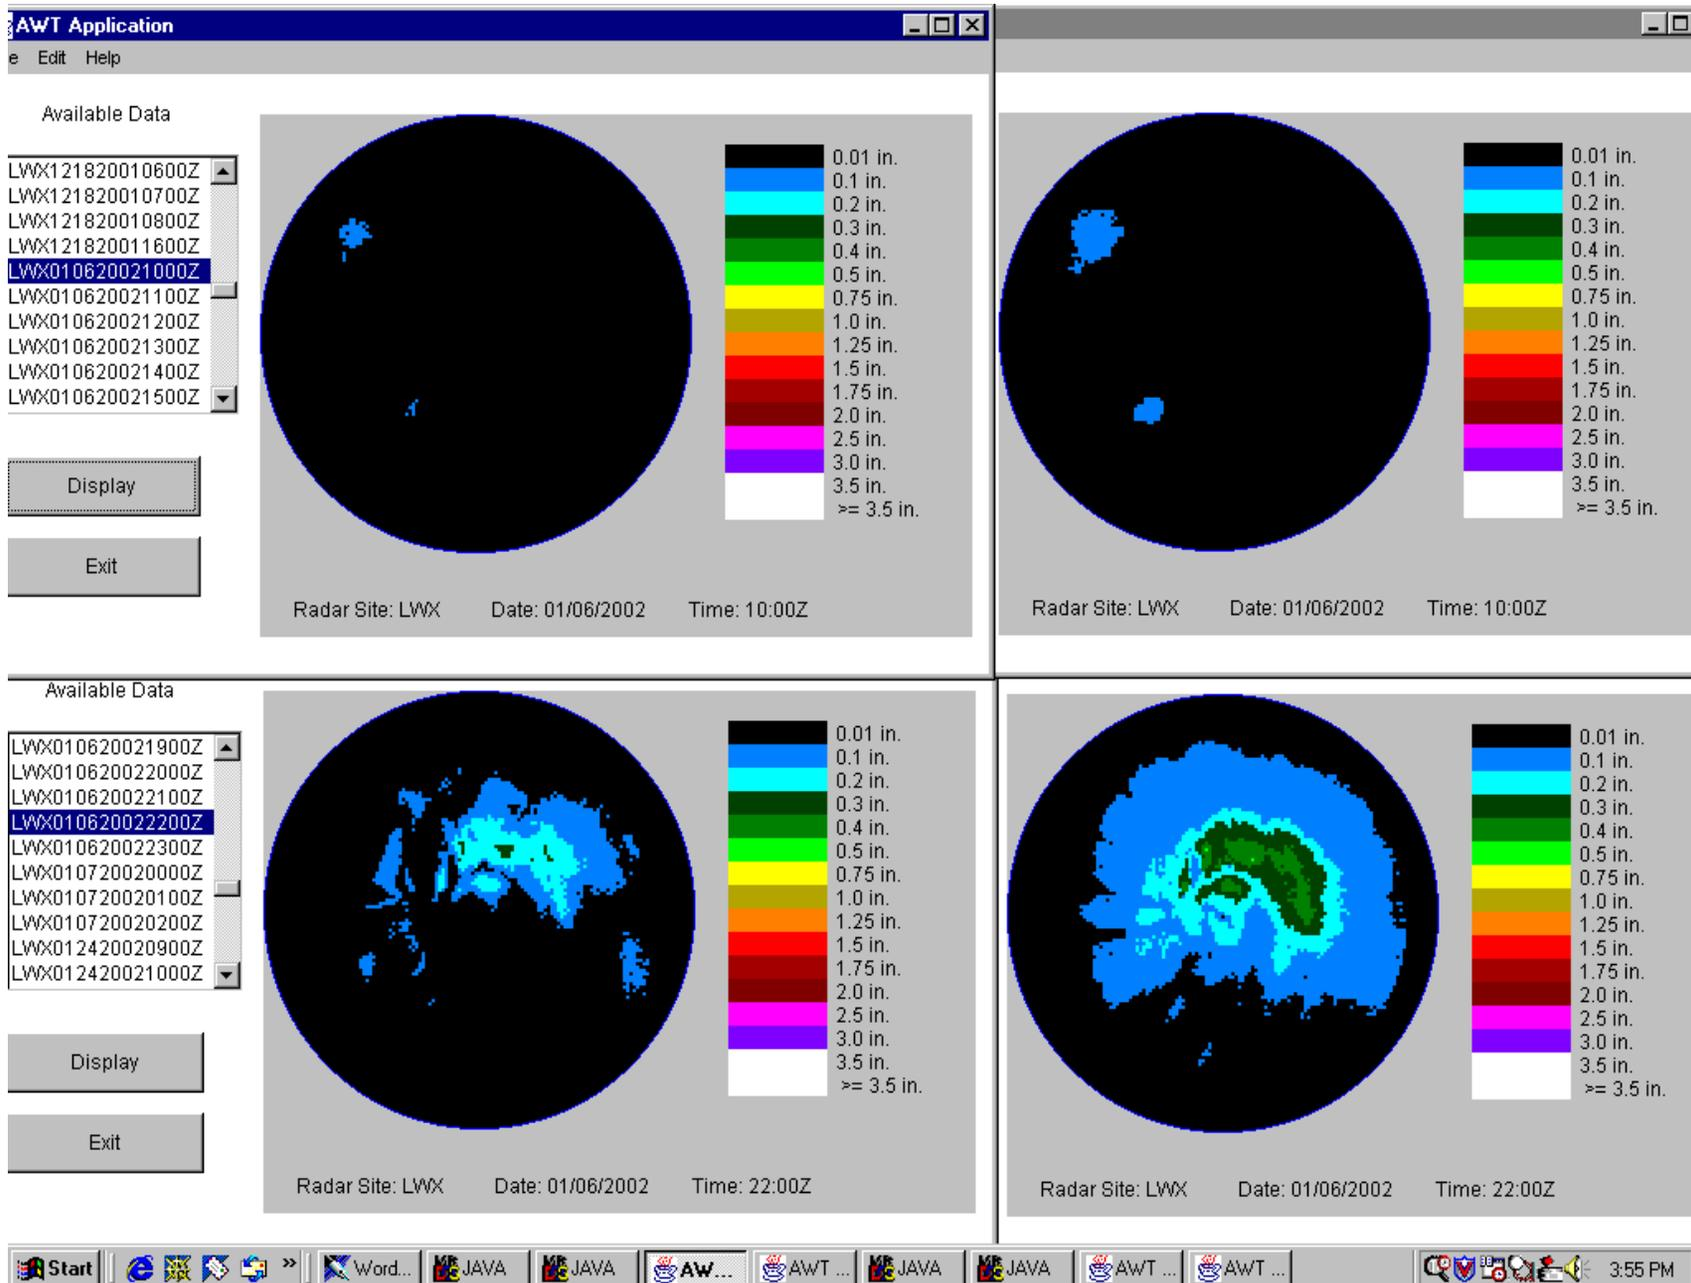 AWT Application
e Edit Help
Available Data
LWX121820010600Z
LWX121820010700Z
LWX121820010800Z
LWX121820011600Z
LWX010620021000Z
LWX010620021100Z
LWX010620021200Z
LWX010620021300Z
LWX010620021400Z
LWX010620021500Z
Display
Exit
0.01 in.
0.1 in.
0.2 in.
0.3 in.
0.4 in.
0.5 in.
0.75 in.
1.0 in.
1.25 in.
1.5 in.
1.75 in.
2.0 in.
2.5 in.
3.0 in.
3.5 in.
>= 3.5 in.
Radar Site: LWX Date: 01/06/2002 Time: 10:00Z
0.01 in.
0.1 in.
0.2 in.
0.3 in.
0.4 in.
0.5 in.
0.75 in.
1.0 in.
1.25 in.
1.5 in.
1.75 in.
2.0 in.
2.5 in.
3.0 in.
3.5 in.
>= 3.5 in.
Radar Site: LWX Date: 01/06/2002 Time: 10:00Z
Available Data
LWX010620021900Z
LWX010620022000Z
LWX010620022100Z
LWX010620022200Z
LWX010620022300Z
LWX010720020000Z
LWX010720020100Z
LWX010720020200Z
LWX012420020900Z
LWX012420021000Z
Display
Exit
0.01 in.
0.1 in.
0.2 in.
0.3 in.
0.4 in.
0.5 in.
0.75 in.
1.0 in.
1.25 in.
1.5 in.
1.75 in.
2.0 in.
2.5 in.
3.0 in.
3.5 in.
>= 3.5 in.
Radar Site: LWX Date: 01/06/2002 Time: 22:00Z
0.01 in.
0.1 in.
0.2 in.
0.3 in.
0.4 in.
0.5 in.
0.75 in.
1.0 in.
1.25 in.
1.5 in.
1.75 in.
2.0 in.
2.5 in.
3.0 in.
3.5 in.
>= 3.5 in.
Radar Site: LWX Date: 01/06/2002 Time: 22:00Z
Start » Word... JAVA JAVA AW... AWT ... JAVA JAVA AWT ... AWT ... 3:55 PM